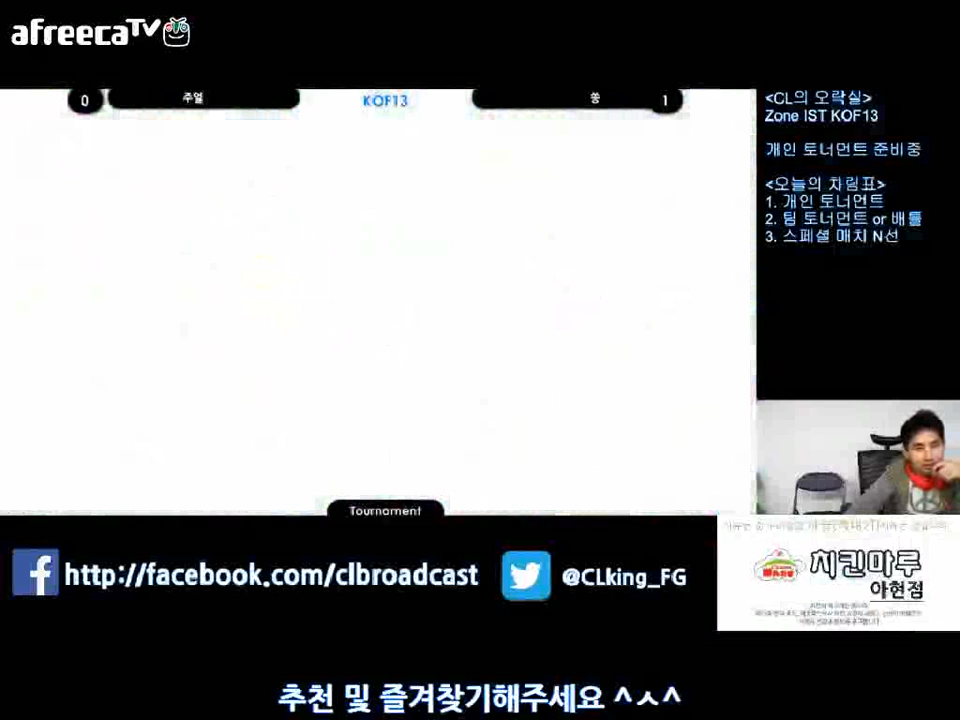 afreecaTV
0 주얼 KOF13 쫑 1
<CL의 오락실>
Zone IST KOF13
개인 토너먼트 준비중
<오늘의 차림표>
1. 개인 토너먼트
2. 팀 토너먼트 or 배틀
3. 스페셜 매치 N선
Tournament
http://facebook.com/clbroadcast
@CLking_FG
치킨마루
아현점
추천 및 즐겨찾기해주세요 ^ㅅ^